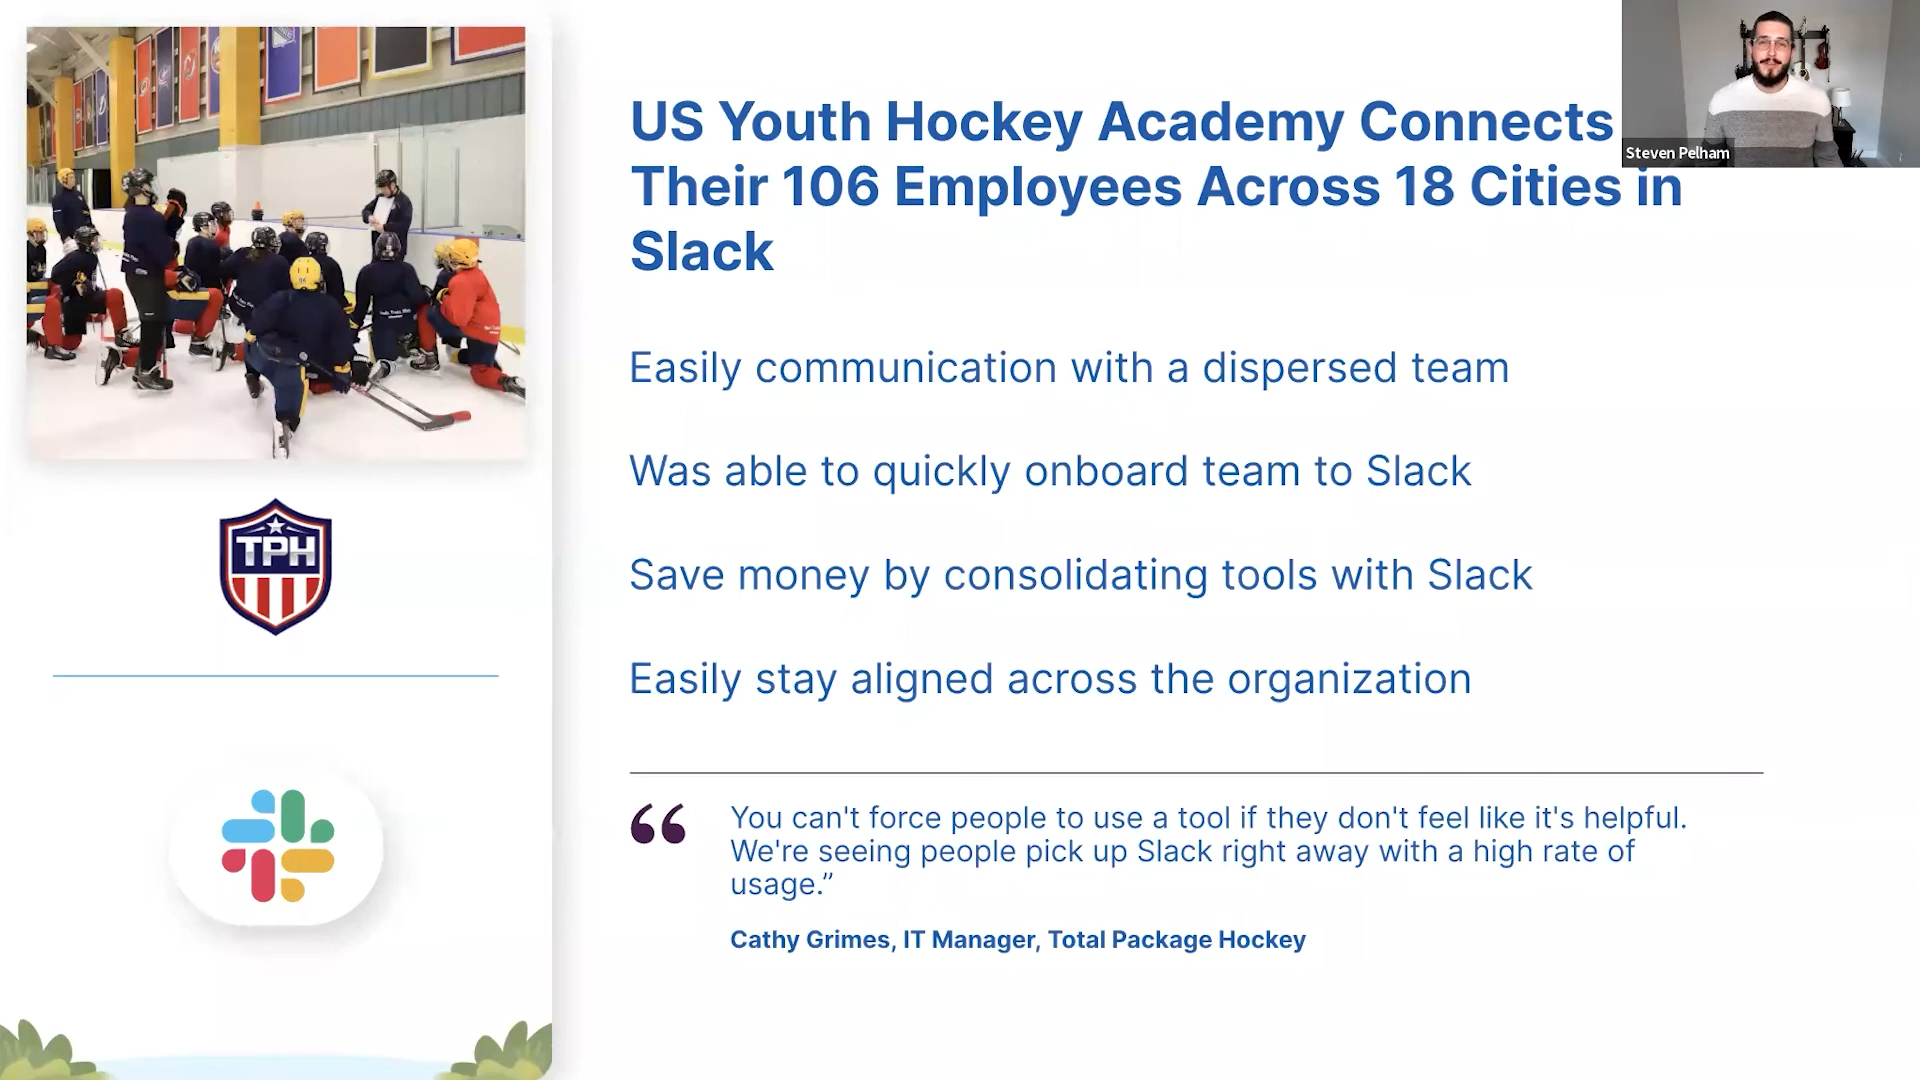 US Youth Hockey Academy Connects
Their 106 Employees Across 18 Cities in
Slack
Steven Pelham
Easily communication with a dispersed team
Was able to quickly onboard team to Slack
Save money by consolidating tools with Slack
Easily stay aligned across the organization
TPH
“ You can't force people to use a tool if they don't feel like it's helpful.
We're seeing people pick up Slack right away with a high rate of
usage.”
Cathy Grimes, IT Manager, Total Package Hockey